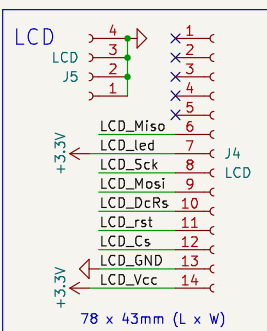 LCD
4
3
2
1
LCD
J5
1
2
3
4
5
LCD_Miso 6
+3.3V LCD_led 7
LCD_Sck 8
LCD_Mosi 9
LCD_DcRs 10
LCD_rst 11
LCD_Cs 12
LCD_GND 13
+3.3V LCD_Vcc 14
J4
LCD
78 x 43mm (L x W)